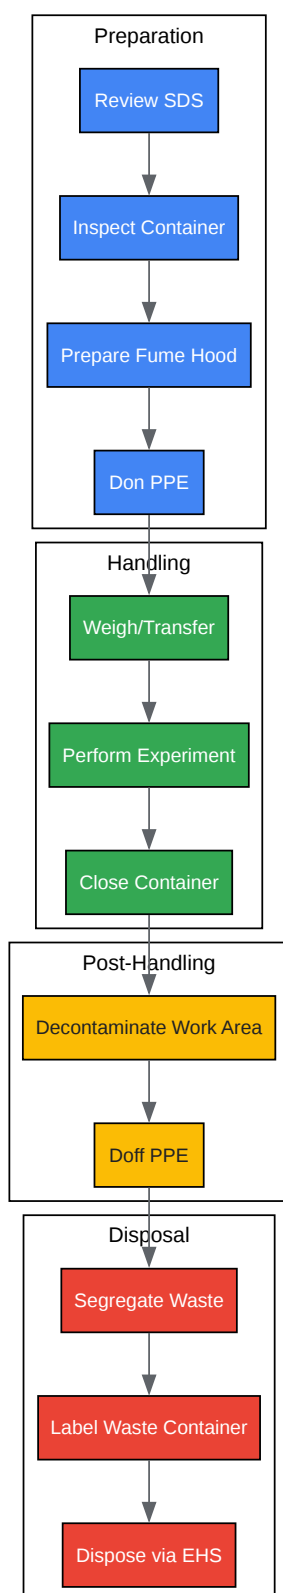 Preparation
Review SDS
Inspect Container
Prepare Fume Hood
Don PPE
Handling
Weigh/Transfer
Perform Experiment
Close Container
Post-Handling
Decontaminate Work Area
Doff PPE
Disposal
Segregate Waste
Label Waste Container
Dispose via EHS